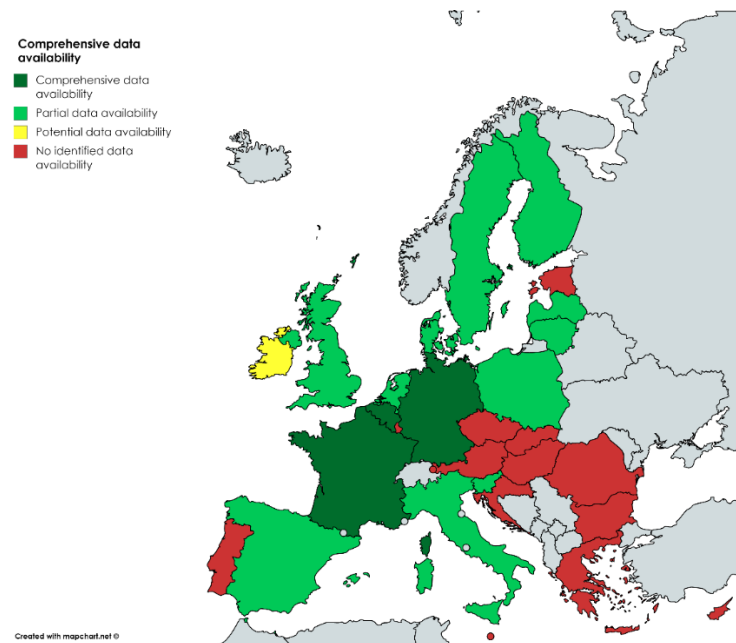 Comprehensive data
availability
Comprehensive data
availability
Partial data availability
Potential data availability
No identified data
availability
Created with mapchart.net ©